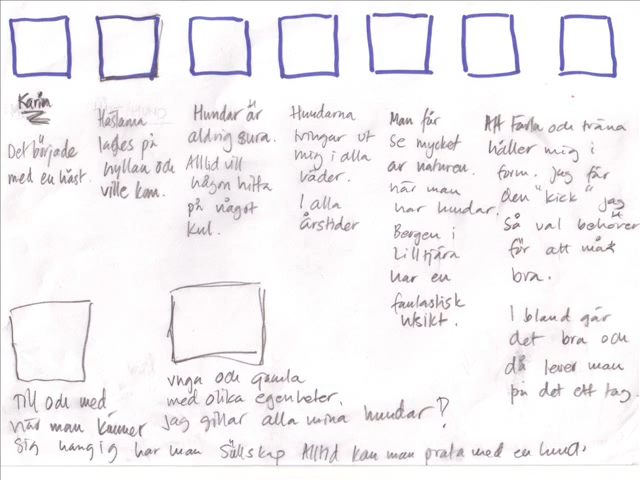 Karin
Det började
med en häst.
Hästarna
lades på
hyllan och
ville kom.
Hundar är
aldrig sura.
Alltid vill
någon hitta
på något
kul.
Hundarna
tvingar ut
mig i alla
väder.
I alla
årstider
Man får
se mycket
av naturen
när man
har hundar.
Bergen i
Lilltjära
har en
fantastisk
utsikt.
Att Farta och träna
håller mig i
form. jag får
den "kick" jag
så väl behöver
för att må
bra.
I bland går
det bra och
då lever man
på det ett tag.
Till och med
när man känner
sig hängig har man sällskap Alltid kan man prata med en hund.
unga och gamla
med olika egenheter.
jag gillar alla mina hundar